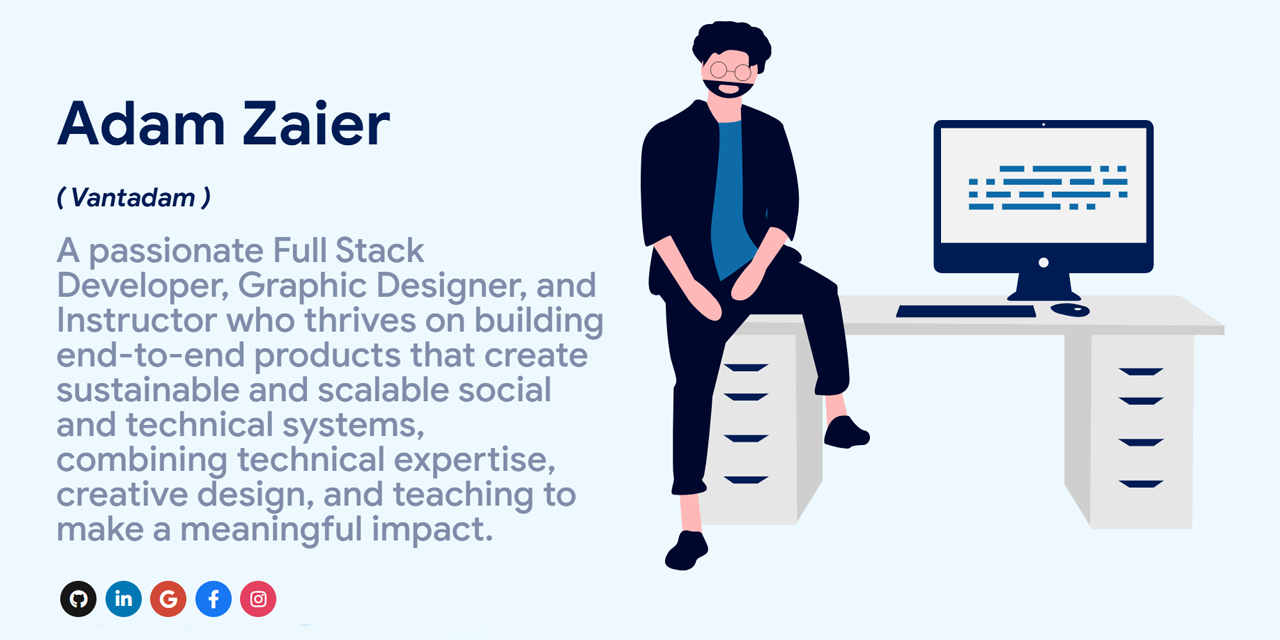 Adam Zaier
( Vantadam )
A passionate Full Stack
Developer, Graphic Designer, and
Instructor who thrives on building
end-to-end products that create
sustainable and scalable social
and technical systems,
combining technical expertise,
creative design, and teaching to
make a meaningful impact.
in G f